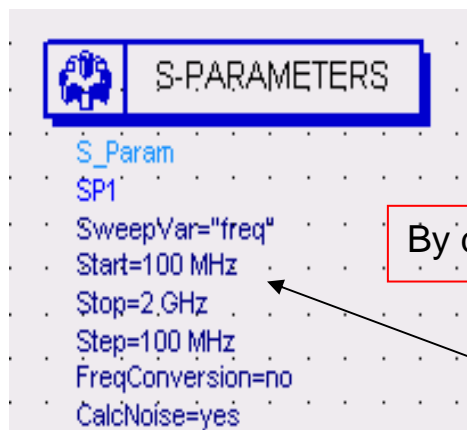 S-PARAMETERS
S_Param
SP1
SweepVar="freq"
By
Start=100 MHz
Stop=2 GHz
Step=100 MHz
FreqConversion=no
CalcNoise=yes